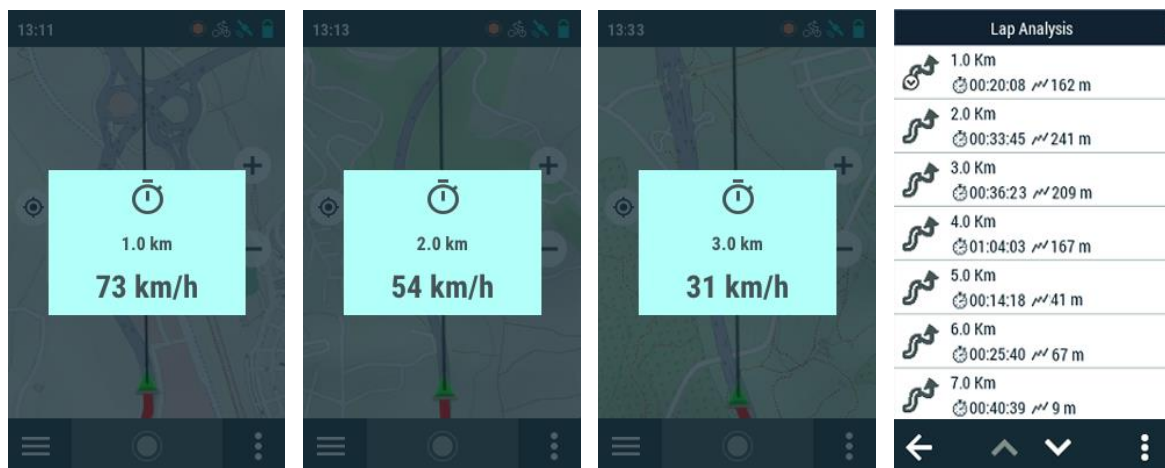 13:11
1.0 km
73 km/h
13:13
2.0 km
54 km/h
13:33
3.0 km
31 km/h
Lap Analysis
1.0 Km
00:20:08 162 m
2.0 Km
00:33:45 241 m
3.0 Km
00:36:23 209 m
4.0 Km
01:04:03 167 m
5.0 Km
00:14:18 41 m
6.0 Km
00:25:40 67 m
7.0 Km
00:40:39 9 m